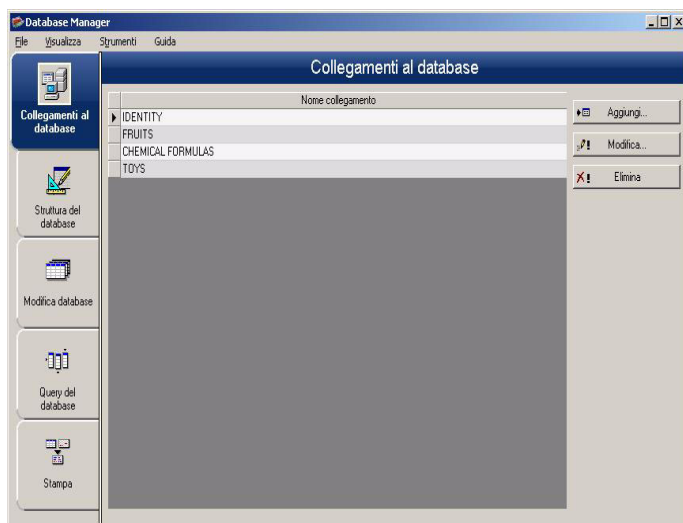 Database Manager
File Visualizza Strumenti Guida
Collegamenti al database
Collegamenti al
database
Struttura del
database
Modifica database
Query del
database
Stampa
Nome collegamento
IDENTITY
FRUITS
CHEMICAL FORMULAS
TOYS
Aggiungi...
Modifica...
Elimina